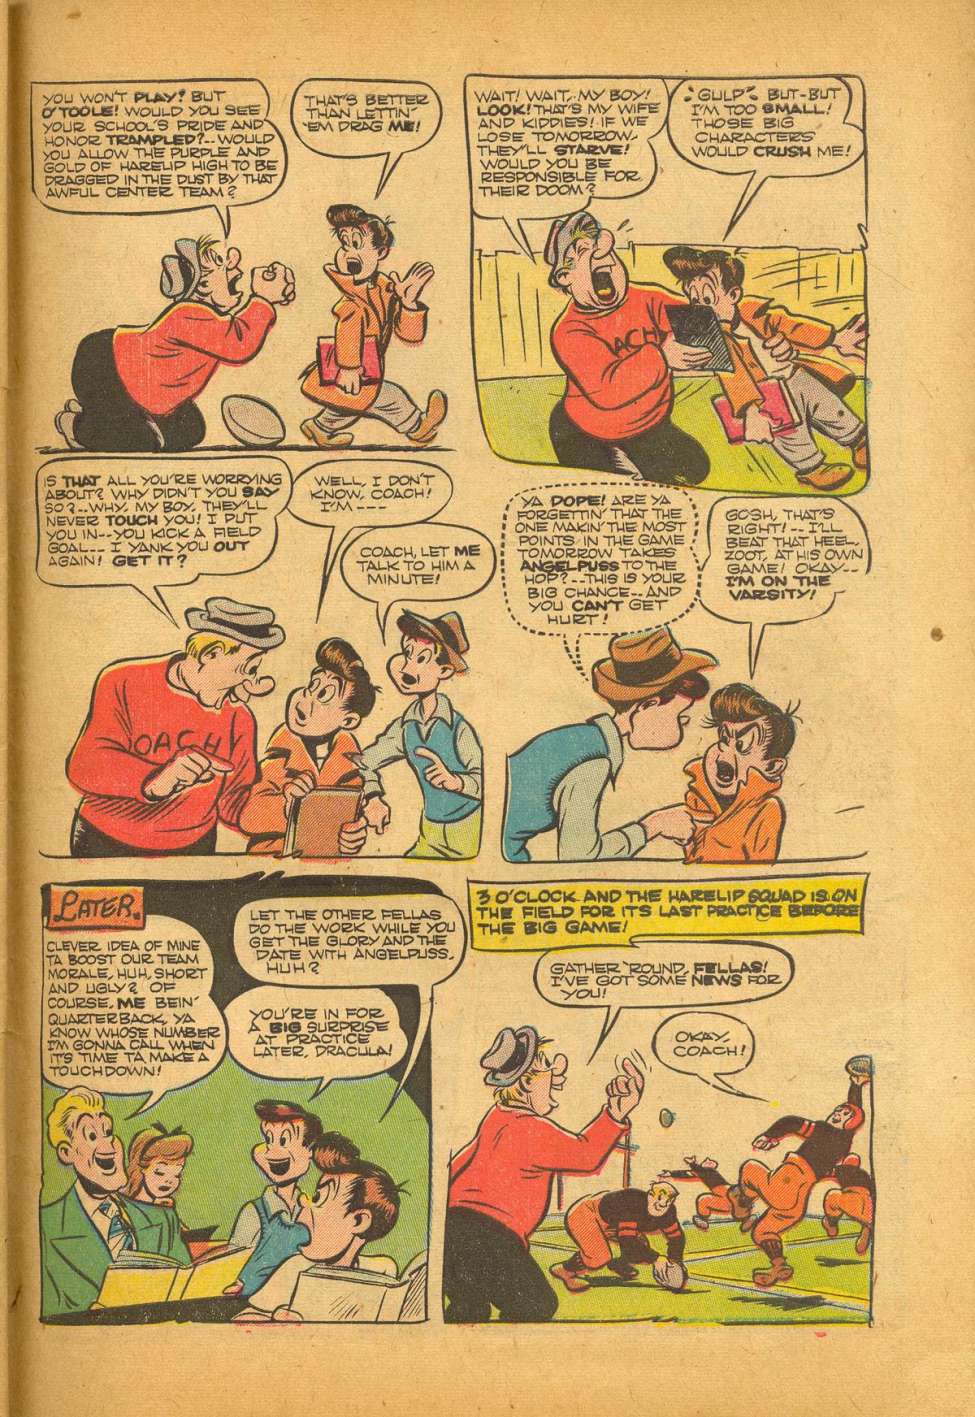 YOU WON'T PLAY? BUT
O'TOOLE! WOULD YOU SEE
YOUR SCHOOL'S PRIDE AND
HONOR TRAMPLED?-- WOULD
YOU ALLOW THE PURPLE AND
GOLD OF HARELIP HIGH TO BE
DRAGGED IN THE DUST BY THAT
AWFUL CENTER TEAM?
THAT'S BETTER
THAN LETTIN'
'EM DRAG ME!
WAIT! WAIT, MY BOY!
LOOK! THAT'S MY WIFE
AND KIDDIES! IF WE
LOSE TOMORROW,
THEY'LL STARVE!
WOULD YOU BE
RESPONSIBLE FOR
THEIR DOOM?
"GULP" BUT-BUT
I'M TOO SMALL!
THOSE BIG
CHARACTERS
WOULD CRUSH ME!
OACH
IS THAT ALL YOU'RE WORRYING
ABOUT? WHY DIDN'T YOU SAY
SO?-- WHY, MY BOY, THEY'LL
NEVER TOUCH YOU! I PUT
YOU IN-- YOU KICK A FIELD
GOAL-- I YANK YOU OUT
AGAIN! GET IT?
WELL, I DON'T
KNOW, COACH!
I'M ---
COACH, LET ME
TALK TO HIM A
MINUTE!
COACH
YA DOPE! ARE YA
FORGETTIN' THAT THE
ONE MAKIN' THE MOST
POINTS IN THE GAME
TOMORROW TAKES
ANGELPUSS TO THE
HOP?-- THIS IS YOUR
BIG CHANCE-- AND
YOU CAN'T GET
HURT!
GOSH, THAT'S
RIGHT!-- I'LL
BEAT THAT HEEL,
ZOOT, AT HIS OWN
GAME! OKAY--
I'M ON THE
VARSITY!
LATER.
CLEVER IDEA OF MINE
TA BOOST OUR TEAM
MORALE, HUH, SHORT
AND UGLY? OF
COURSE, ME BEIN'
QUARTERBACK, YA
KNOW WHOSE NUMBER
I'M GONNA CALL WHEN
IT'S TIME TA MAKE A
TOUCHDOWN!
LET THE OTHER FELLAS
DO THE WORK WHILE YOU
GET THE GLORY AND THE
DATE WITH ANGELPUSS,
HUH?
YOU'RE IN FOR
A BIG SURPRISE
AT PRACTICE
LATER, DRACULA!
3 O'CLOCK AND THE HARELIP SQUAD IS ON
THE FIELD FOR ITS LAST PRACTICE BEFORE
THE BIG GAME!
GATHER 'ROUND, FELLAS!
I'VE GOT SOME NEWS FOR
YOU!
OKAY,
COACH!